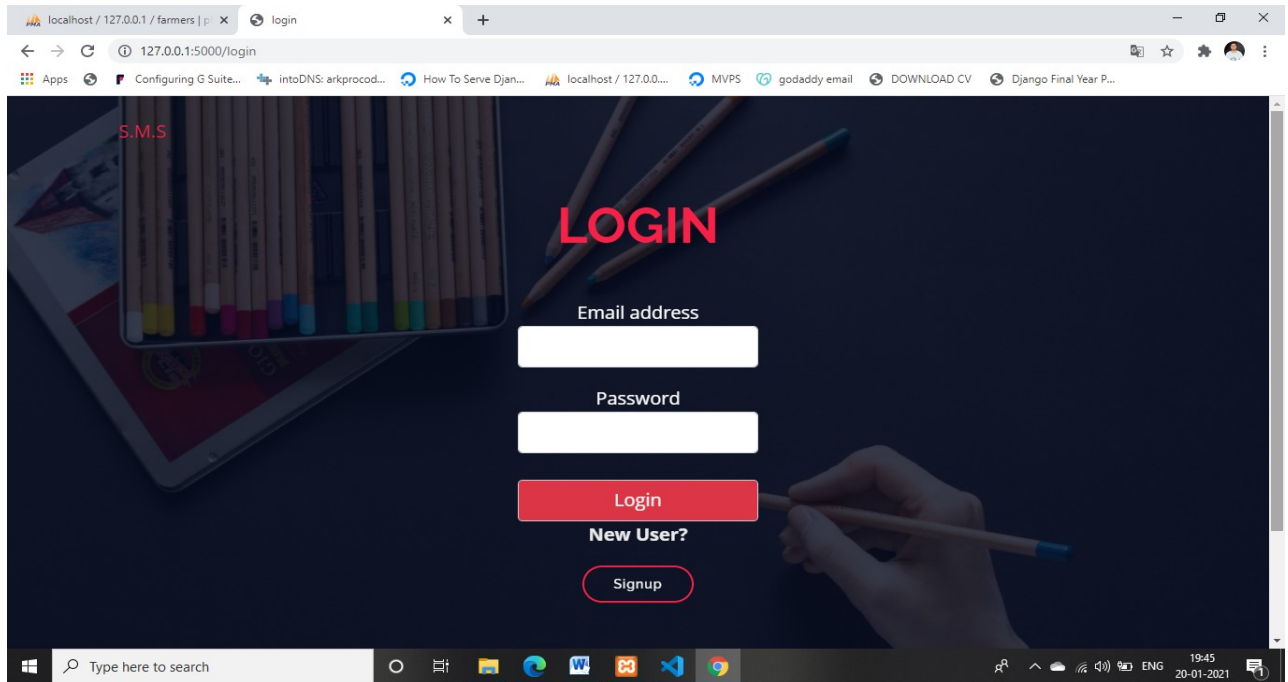 localhost / 127.0.0.1 / farmers | p
login
127.0.0.1:5000/login
Apps
Configuring G Suite...
intoDNS: arkprocod...
How To Serve Djan...
localhost / 127.0.0....
MVPS
godaddy email
DOWNLOAD CV
Django Final Year P...
S.M.S
LOGIN
Email address
Password
Login
New User?
Signup
Type here to search
ENG
19:45
20-01-2021